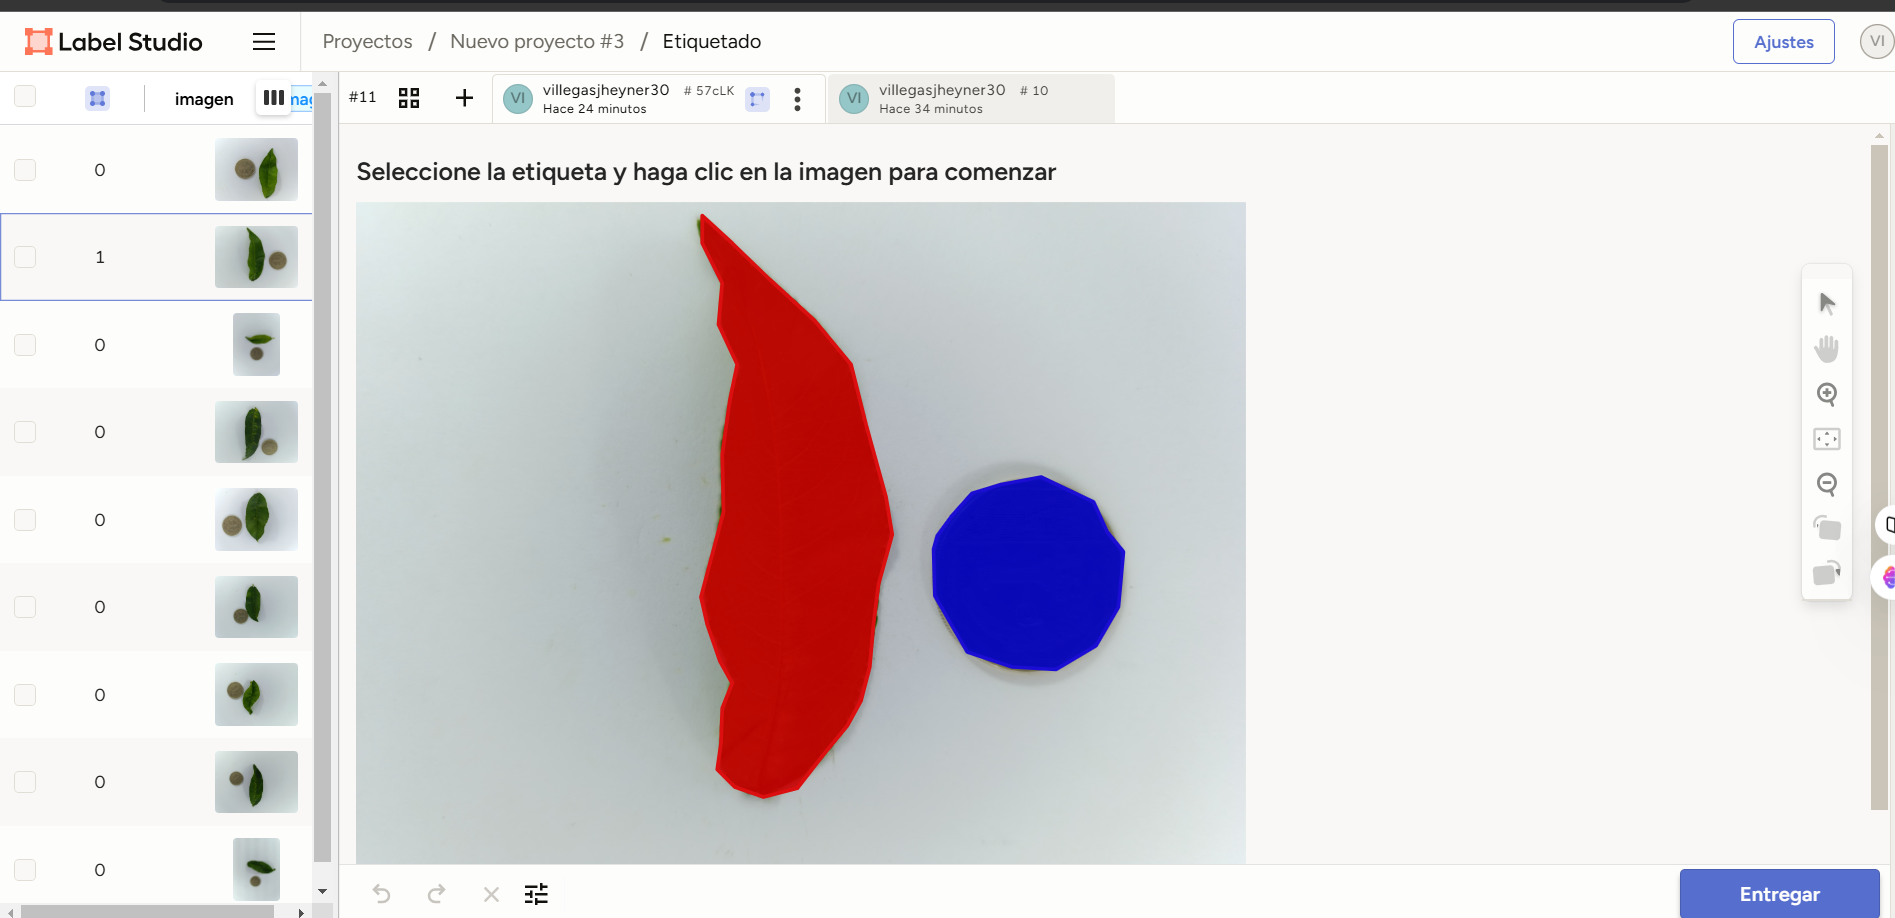 Label Studio
Proyectos / Nuevo proyecto #3 / Etiquetado
Ajustes
VI
imagen
#11
VI
villegasjheyner30 # 57cLK
Hace 24 minutos
VI
villegasjheyner30 # 10
Hace 34 minutos
Seleccione la etiqueta y haga clic en la imagen para comenzar
0
1
0
0
0
0
0
0
0
Entregar